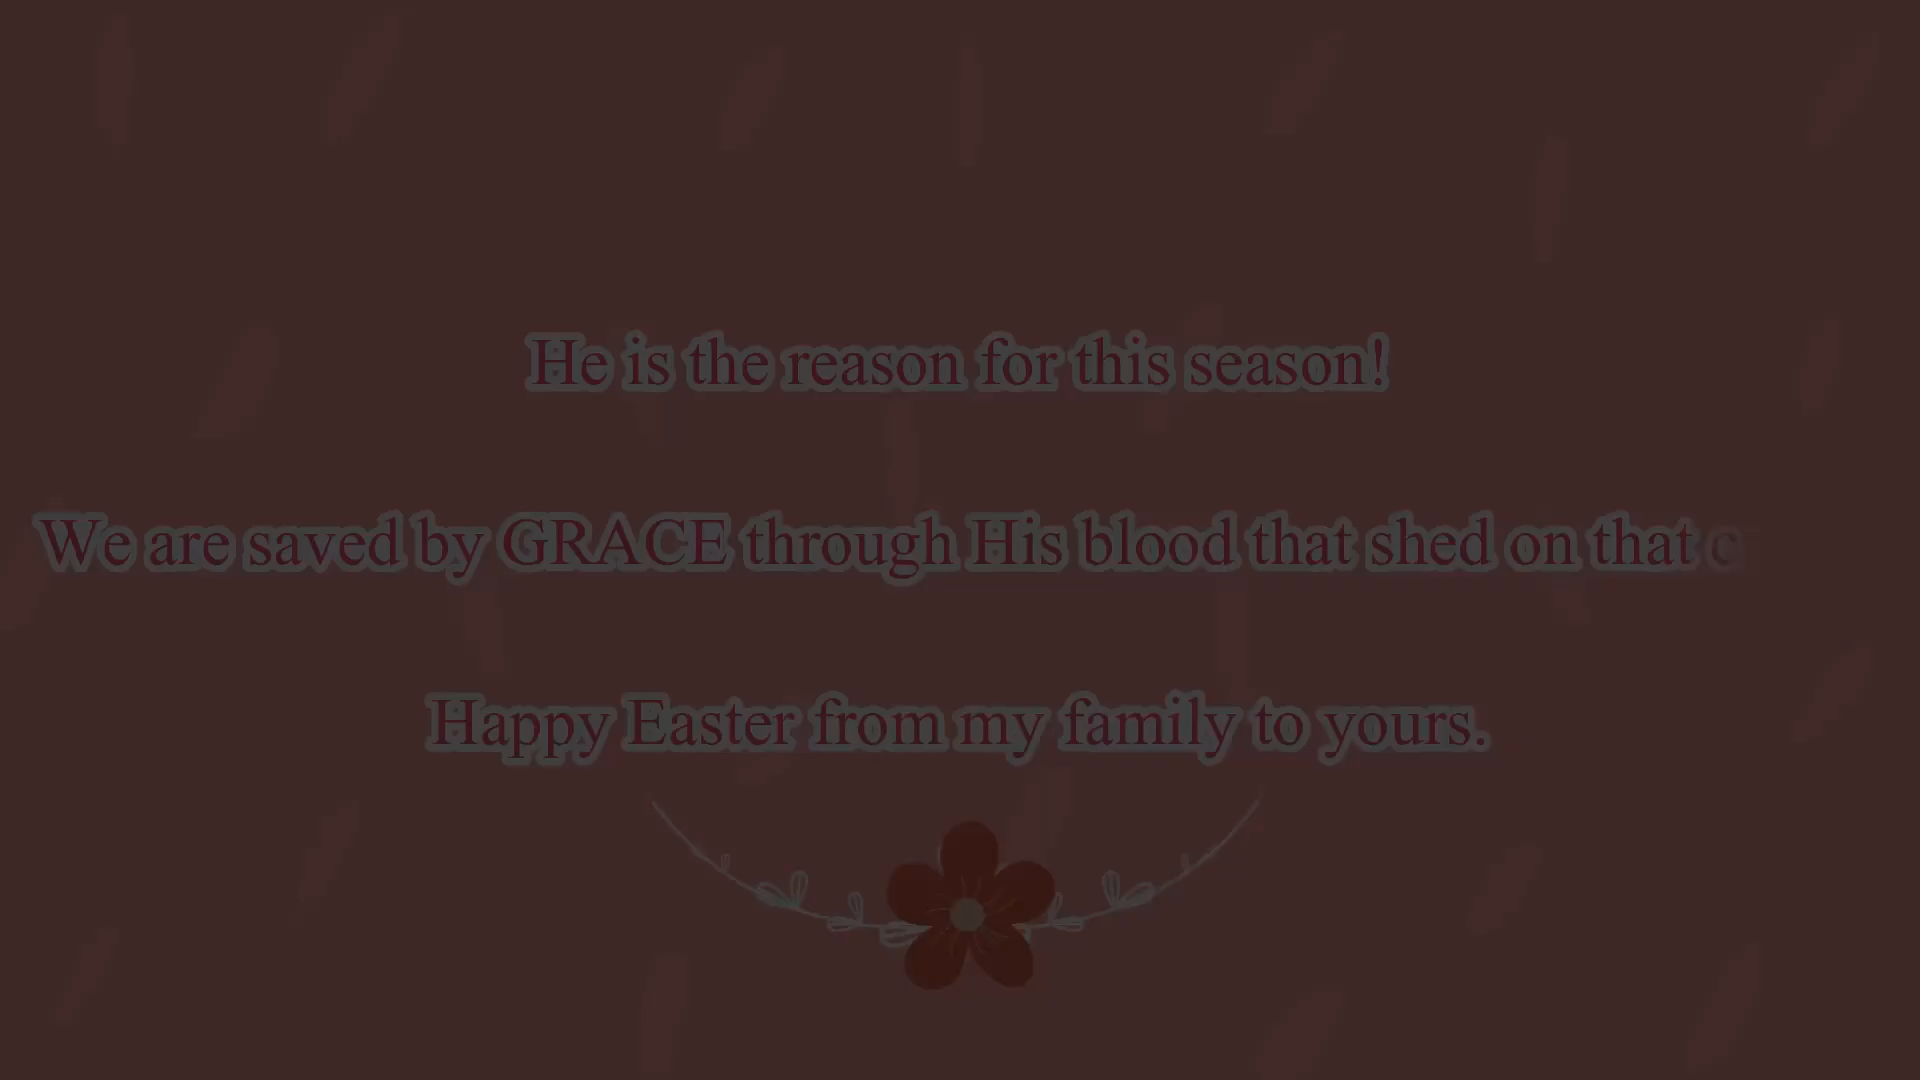 He is the reason for this season!
We are saved by GRACE through His blood that shed on that c
Happy Easter from my family to yours.